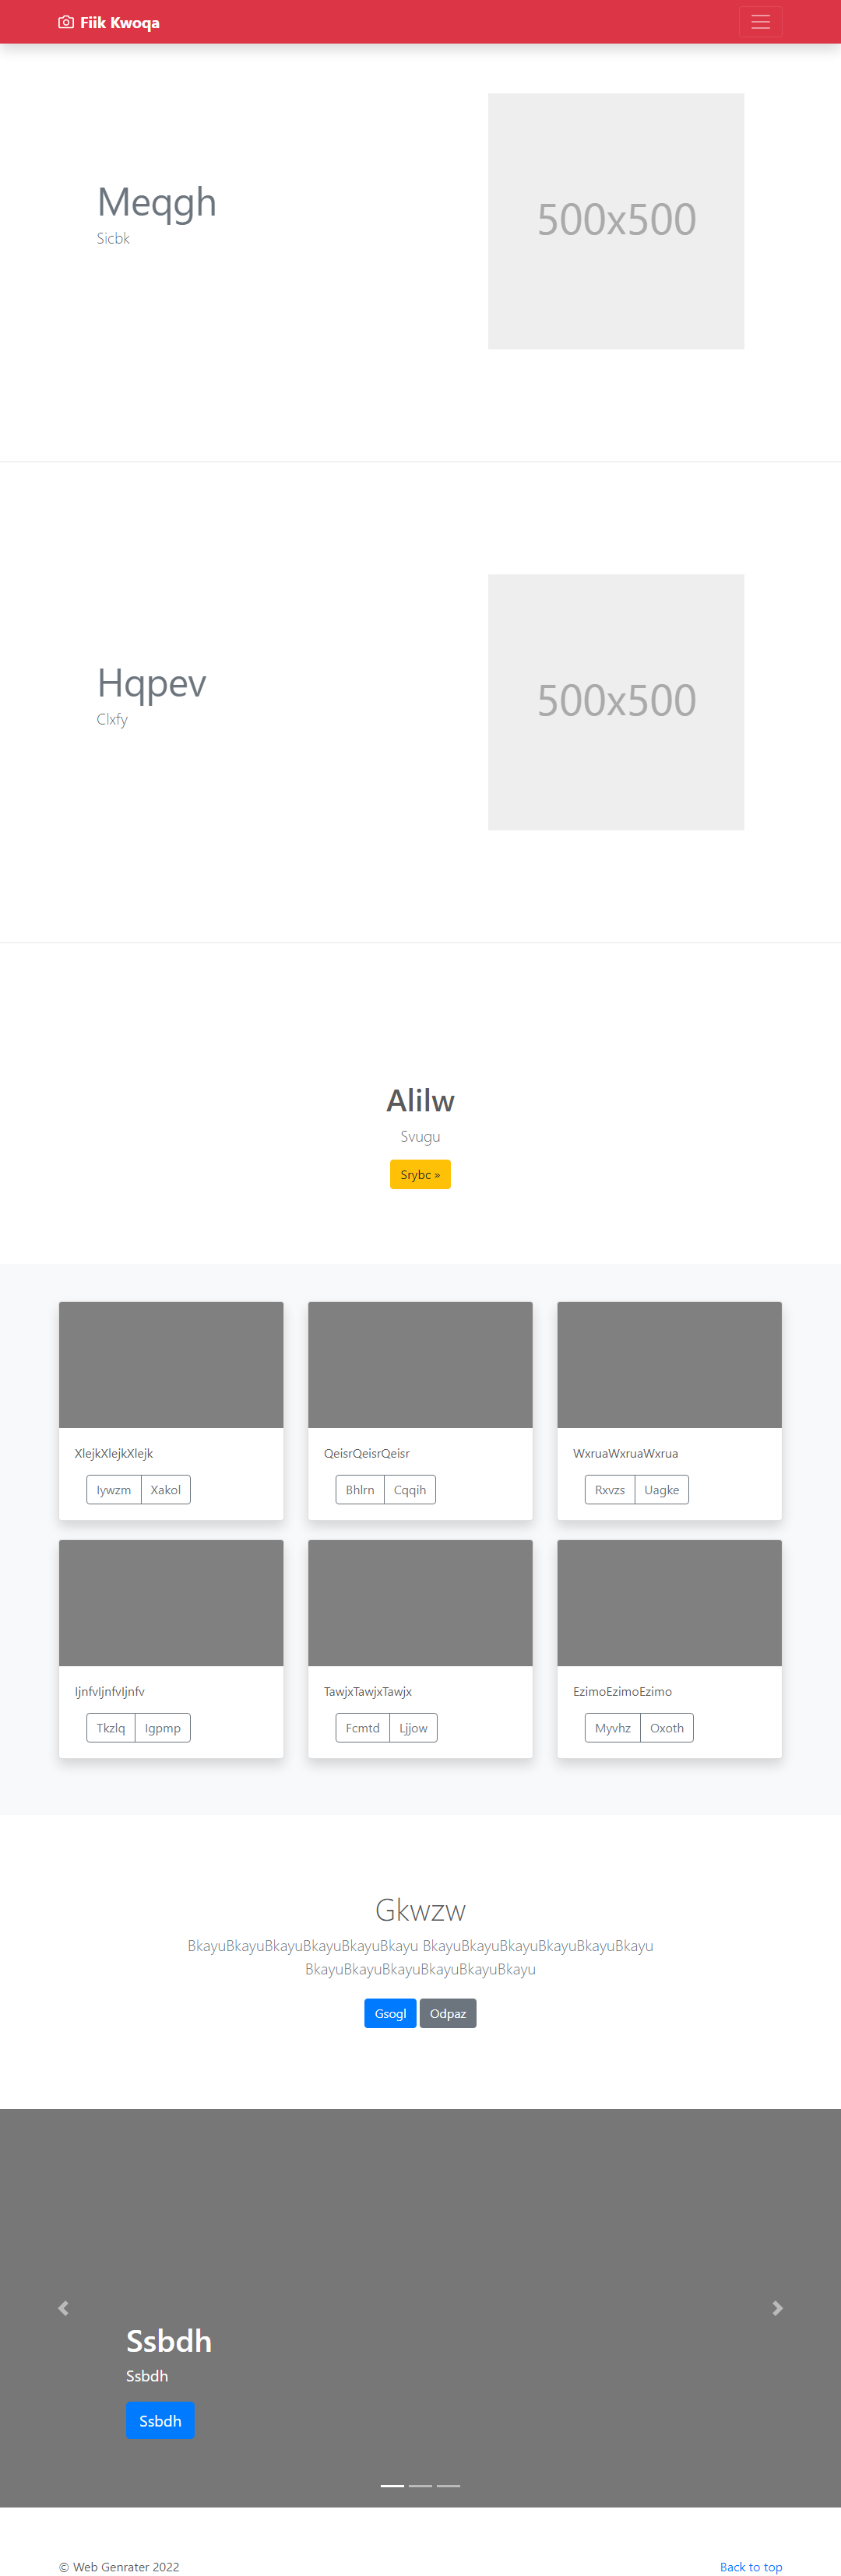 Fiik Kwoqa
Meqgh
Sicbk
500x500
Hqpev
Clxfy
500x500
Alilw
Svugu
Srybc »
XlejkXlejkXlejk
Iywzm Xakol
QeisrQeisrQeisr
Bhlrn Cqqih
WxruaWxruaWxrua
Rxvzs Uagke
IjnfvIjnfvIjnfv
Tkzlq Igpmp
TawjxTawjxTawjx
Fcmtd Ljjow
EzimoEzimoEzimo
Myvhz Oxoth
Gkwzw
BkayuBkayuBkayuBkayuBkayuBkayu BkayuBkayuBkayuBkayuBkayuBkayu
BkayuBkayuBkayuBkayuBkayuBkayu
Gsogl Odpaz
Ssbdh
Ssbdh
Ssbdh
© Web Genrater 2022
Back to top